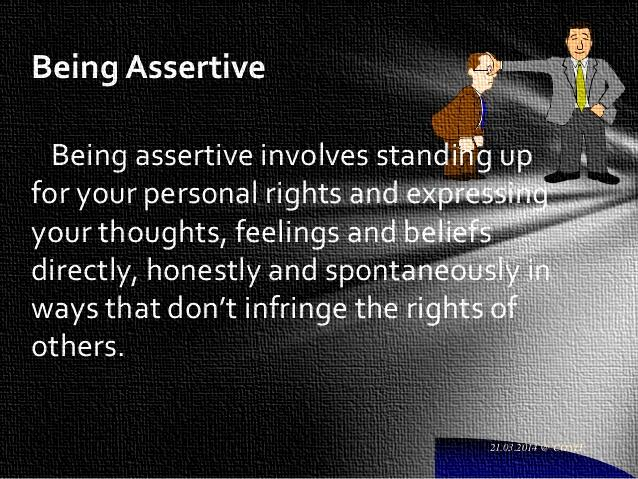 Being Assertive
Being assertive involves standing up
for your personal rights and expressing
your thoughts, feelings and beliefs
directly, honestly and spontaneously in
ways that don’t infringe the rights of
others.
21.03.2014 ©